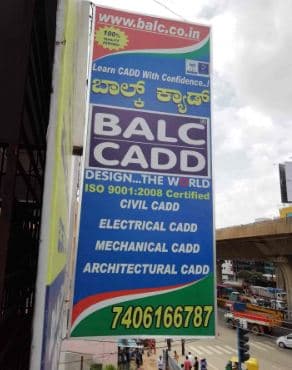 www.balc.co.in
100%
Learn CADD With Confidence..!
ಬಾಲ್ಕ್ ಕ್ಯಾಡ್
BALC
CADD
DESIGN...THE WORLD
ISO 9001:2008 Certified
CIVIL CADD
ELECTRICAL CADD
MECHANICAL CADD
ARCHITECTURAL CADD
7406166787